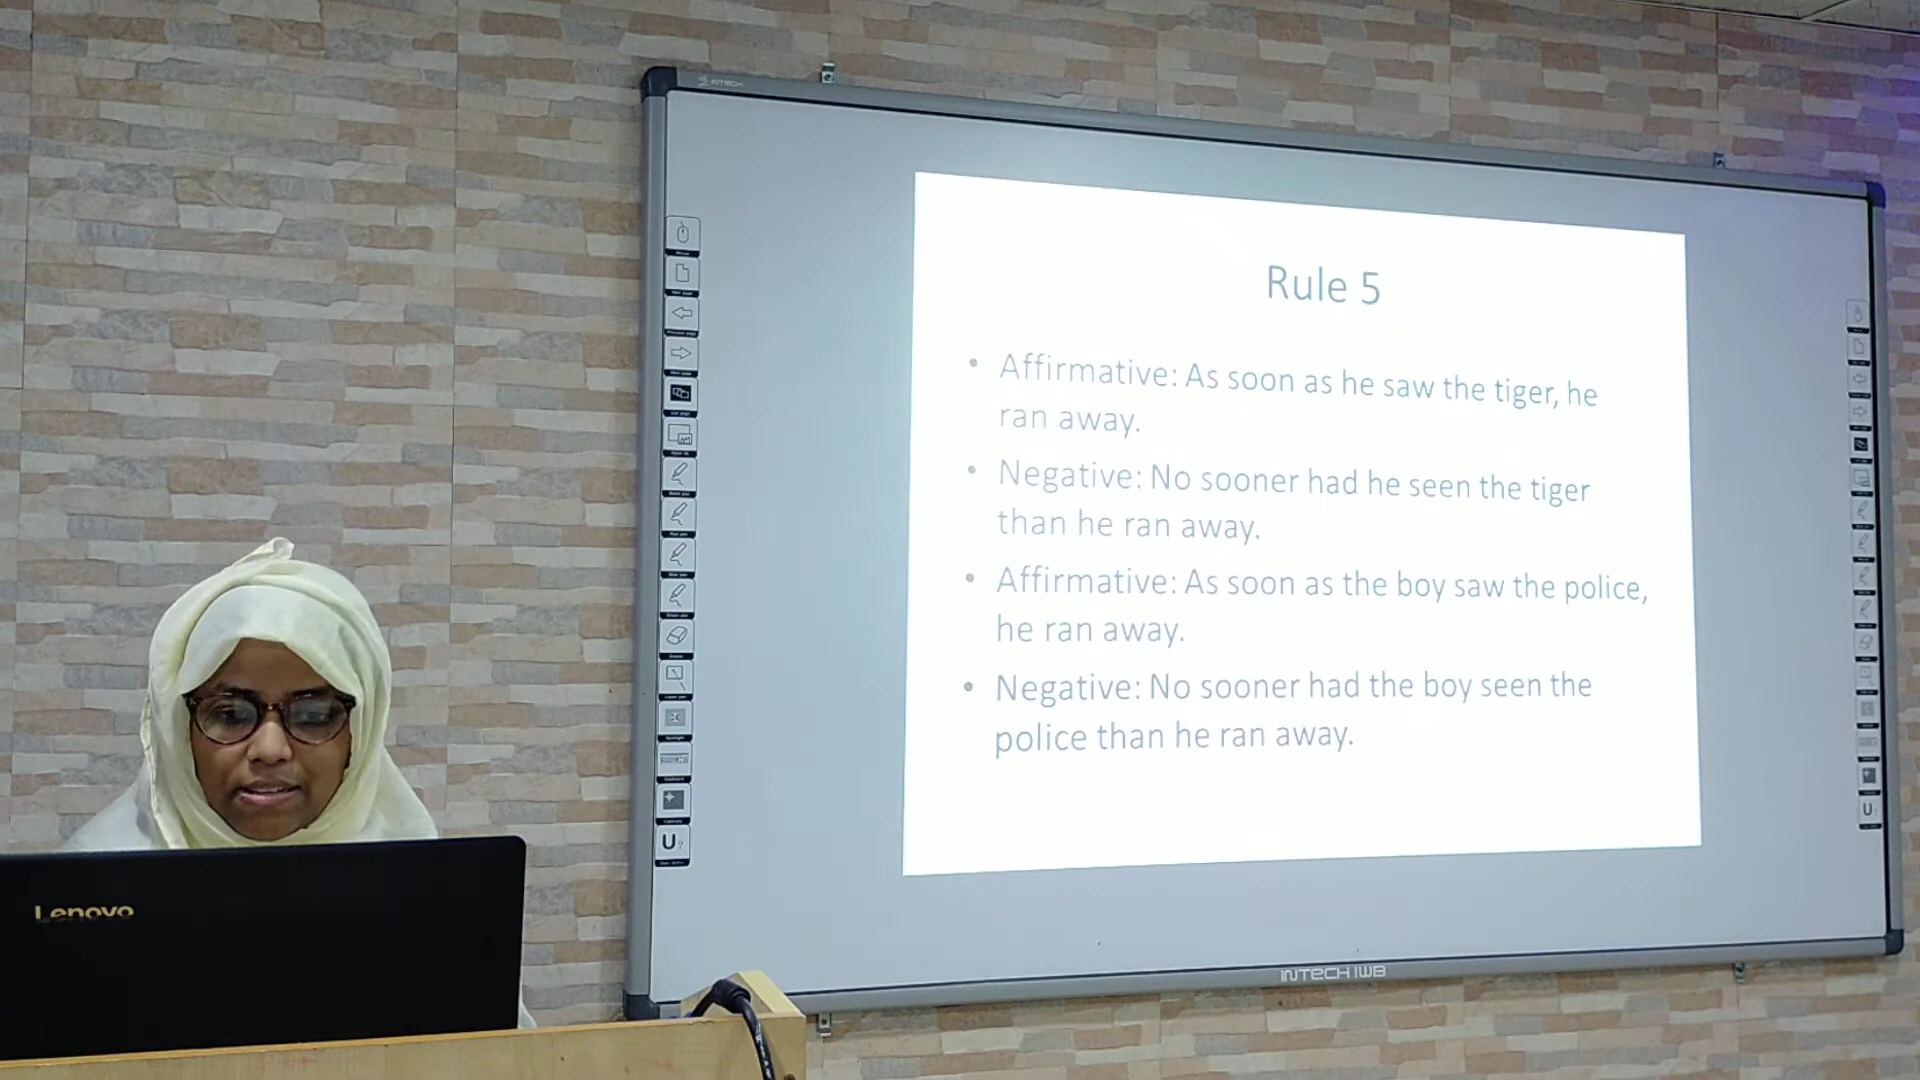 INTECH
Rule 5
• Affirmative: As soon as he saw the tiger, he
ran away.
• Negative: No sooner had he seen the tiger
than he ran away.
• Affirmative: As soon as the boy saw the police,
he ran away.
• Negative: No sooner had the boy seen the
police than he ran away.
U
U
Lenovo
INTECH IWB